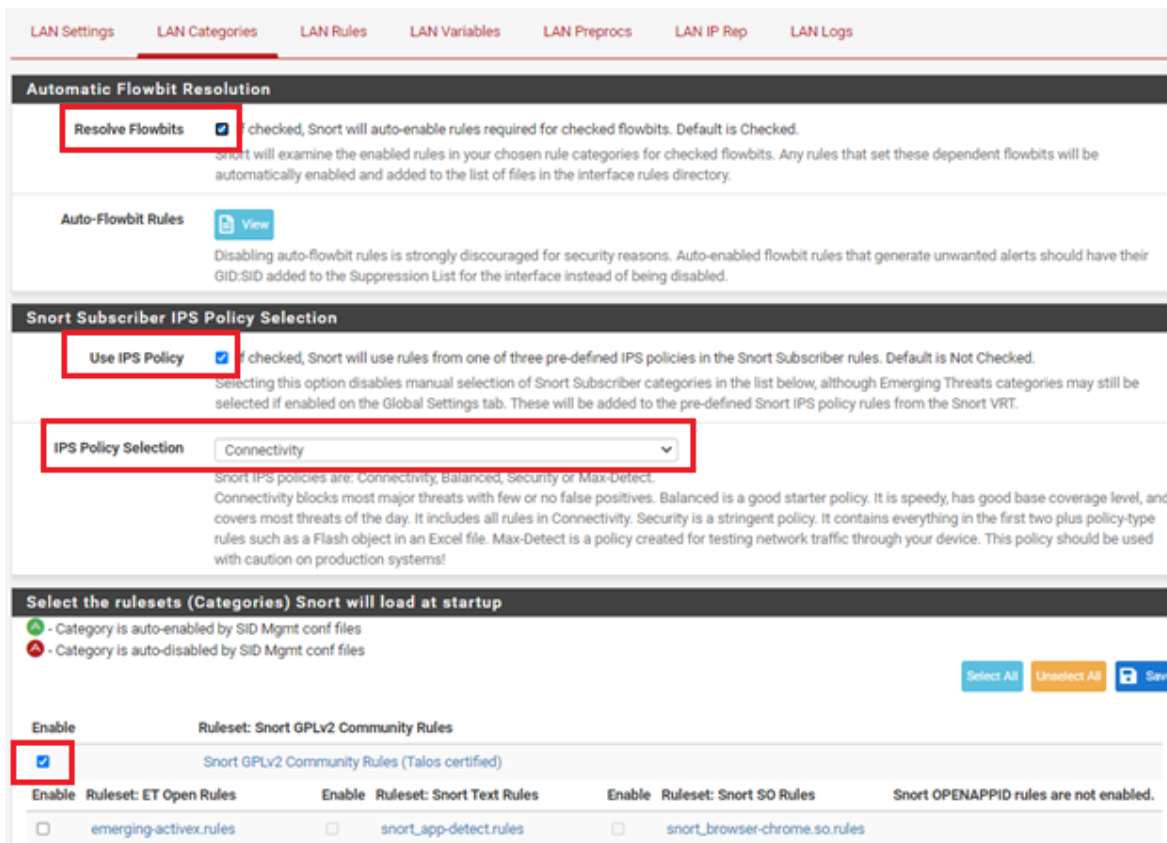 LAN Settings LAN Categories LAN Rules LAN Variables LAN Preprocs LAN IP Rep LAN Logs
Automatic Flowbit Resolution
Resolve Flowbits f checked, Snort will auto-enable rules required for checked flowbits. Default is Checked.
Snort will examine the enabled rules in your chosen rule categories for checked flowbits. Any rules that set these dependent flowbits will be
automatically enabled and added to the list of files in the interface rules directory.
Auto-Flowbit Rules View
Disabling auto-flowbit rules is strongly discouraged for security reasons. Auto-enabled flowbit rules that generate unwanted alerts should have their
GID:SID added to the Suppression List for the interface instead of being disabled.
Snort Subscriber IPS Policy Selection
Use IPS Policy f checked, Snort will use rules from one of three pre-defined IPS policies in the Snort Subscriber rules. Default is Not Checked.
Selecting this option disables manual selection of Snort Subscriber categories in the list below, although Emerging Threats categories may still be
selected if enabled on the Global Settings tab. These will be added to the pre-defined Snort IPS policy rules from the Snort VRT.
IPS Policy Selection Connectivity
Snort IPS policies are: Connectivity, Balanced, Security or Max-Detect.
Connectivity blocks most major threats with few or no false positives. Balanced is a good starter policy. It is speedy, has good base coverage level, and
covers most threats of the day. It includes all rules in Connectivity. Security is a stringent policy. It contains everything in the first two plus policy-type
rules such as a Flash object in an Excel file. Max-Detect is a policy created for testing network traffic through your device. This policy should be used
with caution on production systems!
Select the rulesets (Categories) Snort will load at startup
- Category is auto-enabled by SID Mgmt conf files
- Category is auto-disabled by SID Mgmt conf files
Select All Unselect All Sav
Enable Ruleset: Snort GPLv2 Community Rules
Snort GPLv2 Community Rules (Talos certified)
Enable Ruleset: ET Open Rules Enable Ruleset: Snort Text Rules Enable Ruleset: Snort SO Rules Snort OPENAPPID rules are not enabled.
emerging-activex.rules snort_app-detect.rules snort_browser-chrome.so.rules